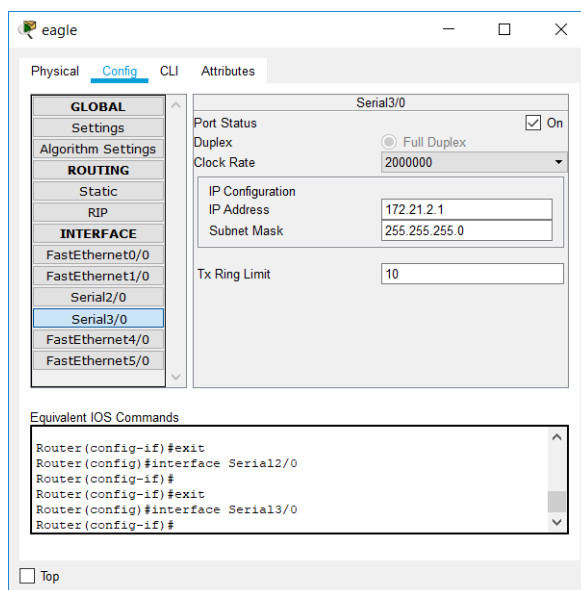 eagle
Physical Config CLI Attributes
GLOBAL
Settings
Algorithm Settings
ROUTING
Static
RIP
INTERFACE
FastEthernet0/0
FastEthernet1/0
Serial2/0
Serial3/0
FastEthernet4/0
FastEthernet5/0
Serial3/0
Port Status On
Duplex Full Duplex
Clock Rate 2000000
IP Configuration
IP Address 172.21.2.1
Subnet Mask 255.255.255.0
Tx Ring Limit 10
Equivalent IOS Commands
Router(config-if)#exit
Router(config)#interface Serial2/0
Router(config)#
Router(config-if)#exit
Router(config)#interface Serial3/0
Router(config-if)#
Top